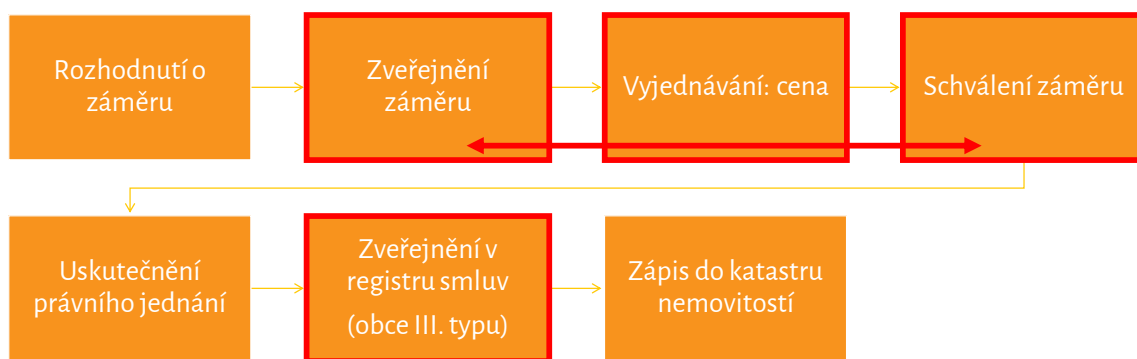 Rozhodnutí o
záměru
Zveřejnění
záměru
Vyjednávání: cena
Schválení záměru
Uskutečnění
právního jednání
Zveřejnění v
registru smluv
(obce III. typu)
Zápis do katastru
nemovitostí